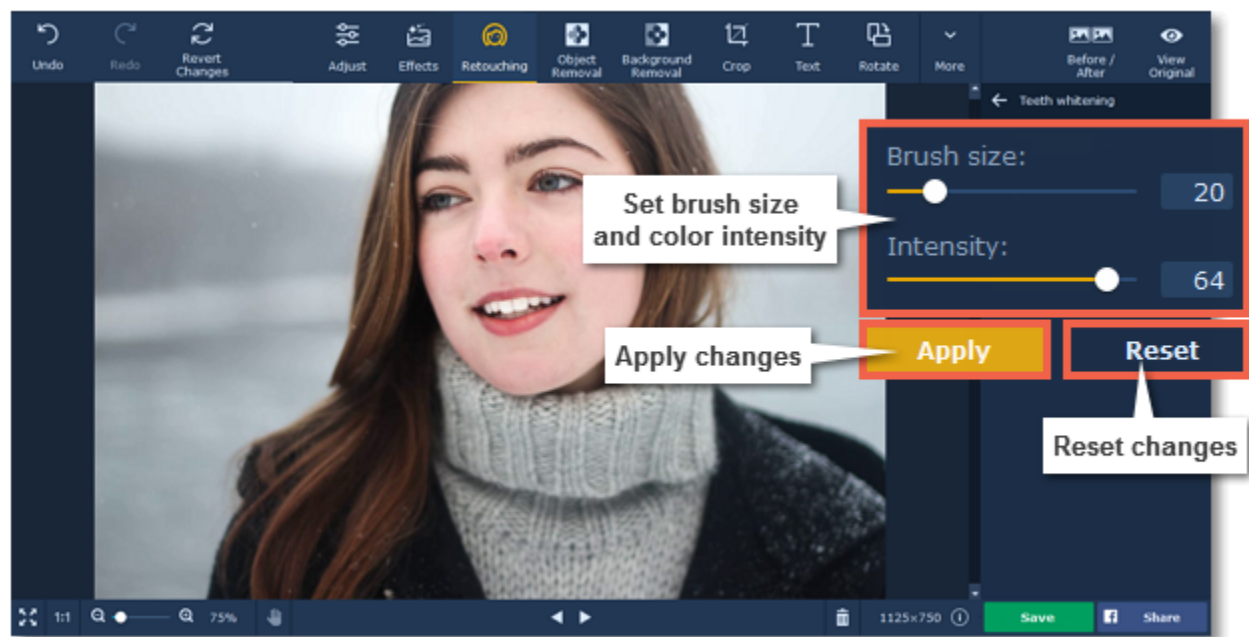 Undo
Redo
Revert
Changes
Adjust
Effects
Retouching
Object
Removal
Background
Removal
Crop
Text
Rotate
More
Before /
After
View
Original
Teeth whitening
Brush size:
20
Set brush size
and color intensity
Intensity:
64
Apply changes
Apply
Reset
Reset changes
1:1
75%
1125×750
Save
Share